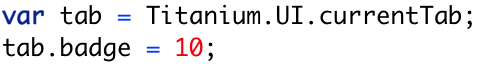 var tab = Titanium.UI.currentTab;
tab.badge = 10;